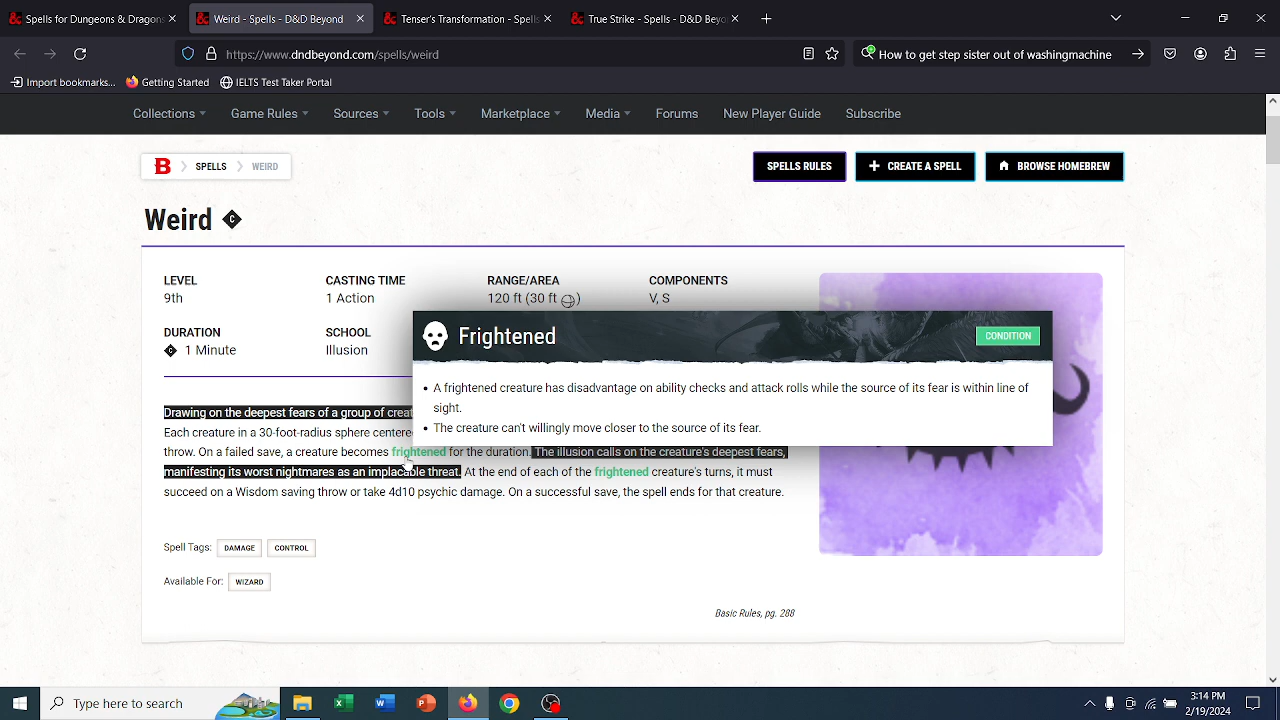 Spells for Dungeons & Dragons
Weird - Spells - D&D Beyond
Tenser's Transformation - Spells
True Strike - Spells - D&D Beyo
https://www.dndbeyond.com/spells/weird
How to get step sister out of washingmachine
Import bookmarks...
Getting Started
IELTS Test Taker Portal
Collections
Game Rules
Sources
Tools
Marketplace
Media
Forums
New Player Guide
Subscribe
B SPELLS WEIRD
SPELLS RULES
CREATE A SPELL
BROWSE HOMEBREW
Weird C
LEVEL
9th
CASTING TIME
1 Action
RANGE/AREA
120 ft (30 ft )
COMPONENTS
V, S
DURATION
C 1 Minute
SCHOOL
Illusion
Frightened
CONDITION
• A frightened creature has disadvantage on ability checks and attack rolls while the source of its fear is within line of
sight.
• The creature can't willingly move closer to the source of its fear.
Drawing on the deepest fears of a group of creat
Each creature in a 30-foot-radius sphere centere
throw. On a failed save, a creature becomes frightened for the duration. The illusion calls on the creature's deepest fears,
manifesting its worst nightmares as an implacable threat. At the end of each of the frightened creature's turns, it must
succeed on a Wisdom saving throw or take 4d10 psychic damage. On a successful save, the spell ends for that creature.
Spell Tags: DAMAGE CONTROL
Available For: WIZARD
Basic Rules, pg. 288
Type here to search
3:14 PM
2/19/2024